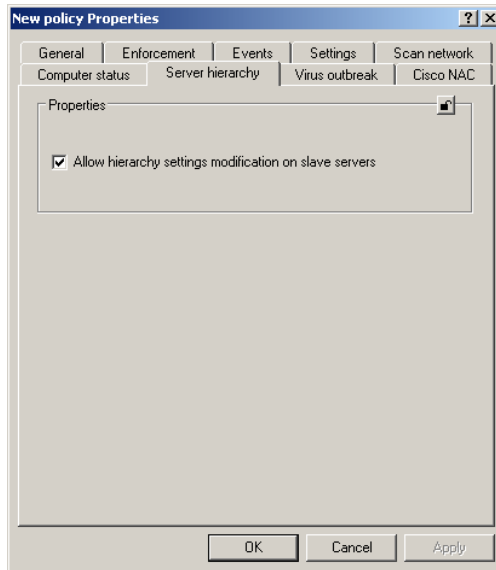 New policy Properties
General Enforcement Events Settings Scan network
Computer status Server hierarchy Virus outbreak Cisco NAC
Properties
Allow hierarchy settings modification on slave servers
OK Cancel Apply